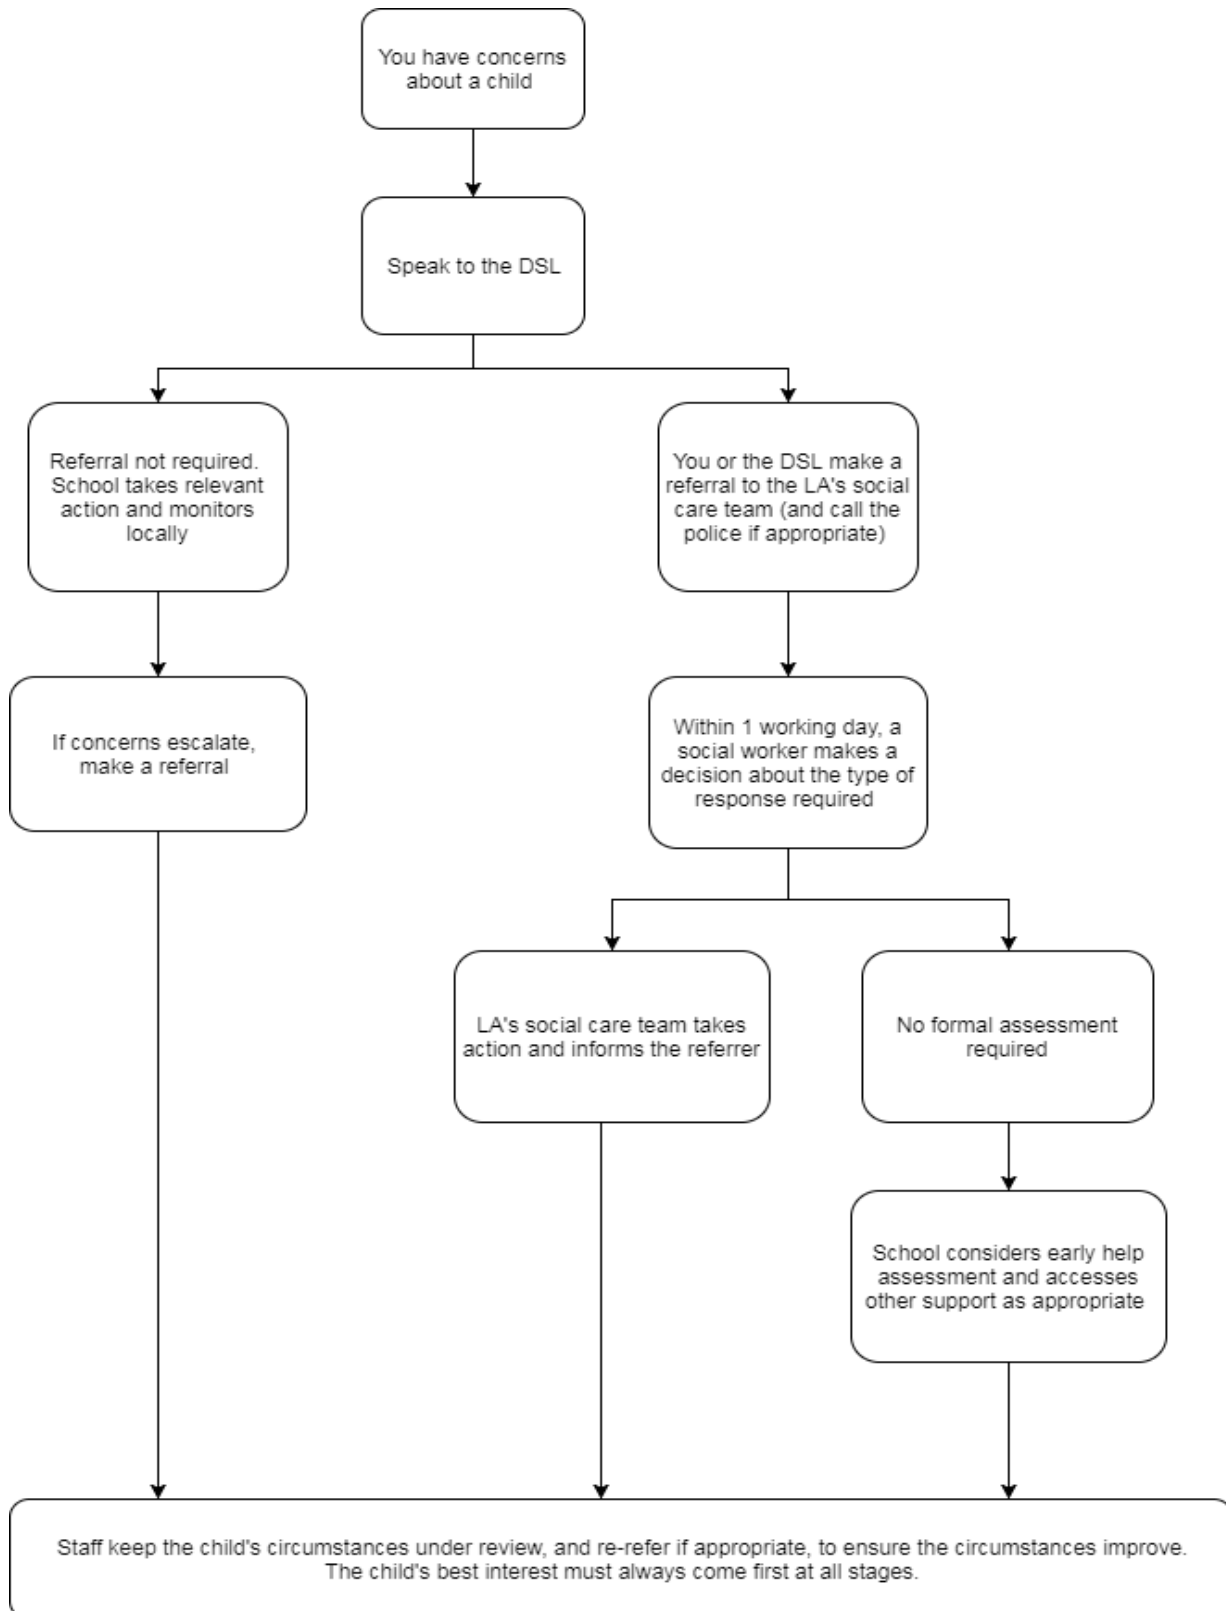 You have concerns
about a child
Speak to the DSL
Referral not required.
School takes relevant
action and monitors
locally
You or the DSL make a
referral to the LA's social
care team (and call the
police if appropriate)
If concerns escalate,
make a referral
Within 1 working day, a
social worker makes a
decision about the type of
response required
LA's social care team takes
action and informs the referrer
No formal assessment
required
School considers early help
assessment and accesses
other support as appropriate
Staff keep the child's circumstances under review, and re-refer if appropriate, to ensure the circumstances improve.
The child's best interest must always come first at all stages.